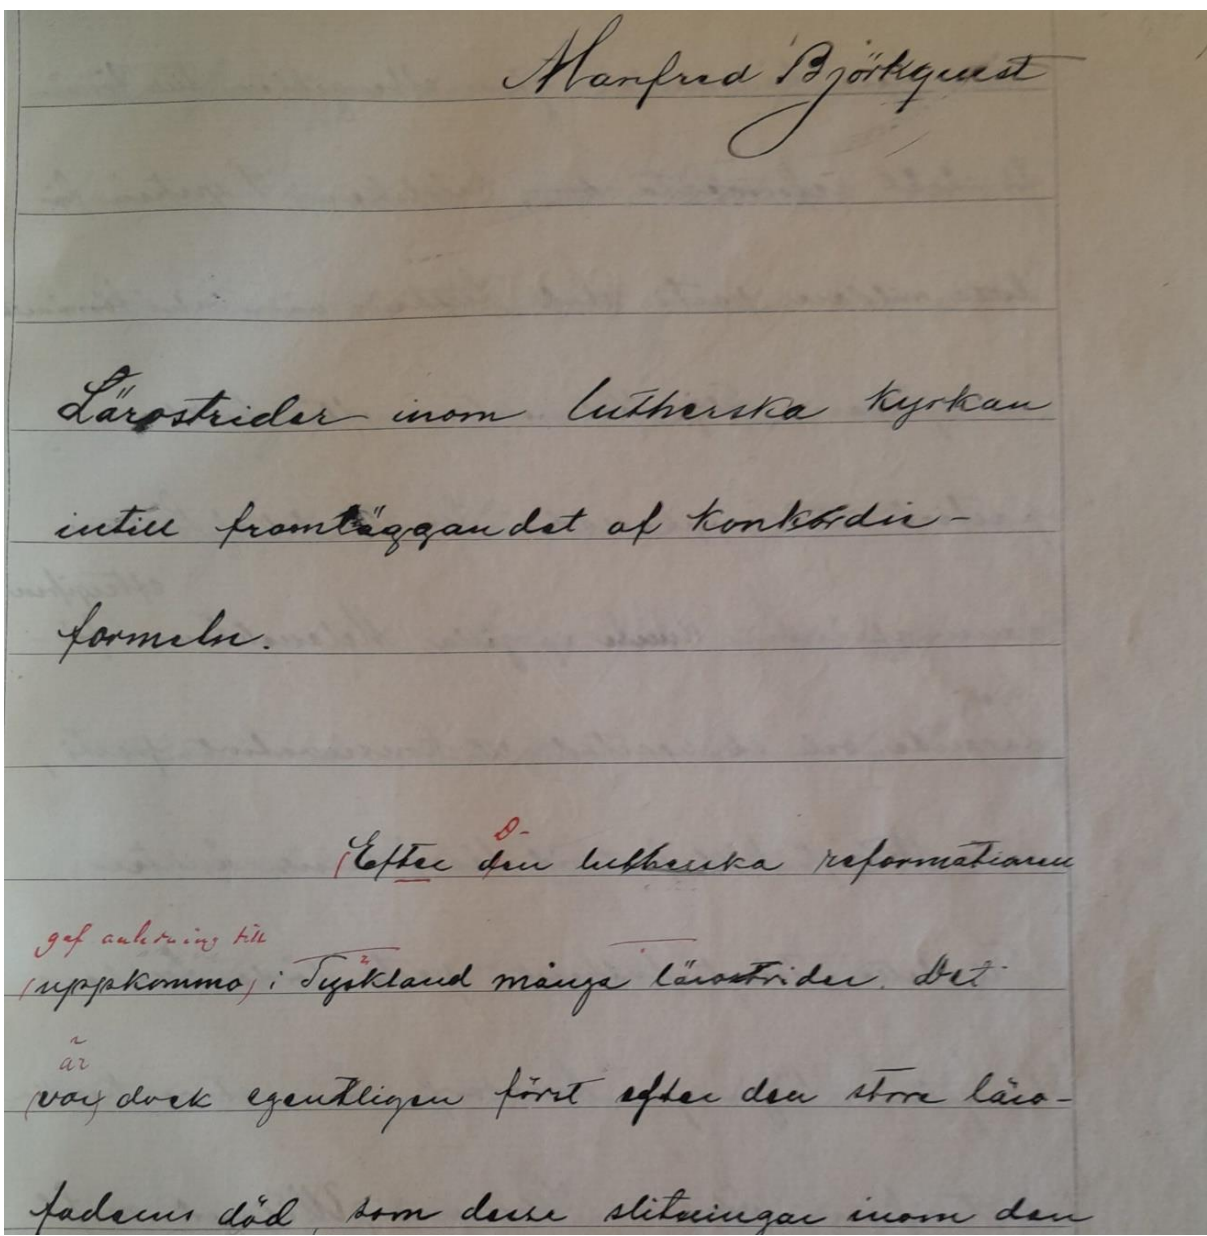 Manfred Björkquist
Lärostrider inom lutherska kyrkan
intill framläggandet af konkordie-
formeln.
D-
(Efter den lutherska reformationen
gaf anledning till
(uppkommo) i Tyskland många lärostrider. Det
är
(var) dock egentligen först efter den store läro-
faderns död, som dessa slitningar inom den